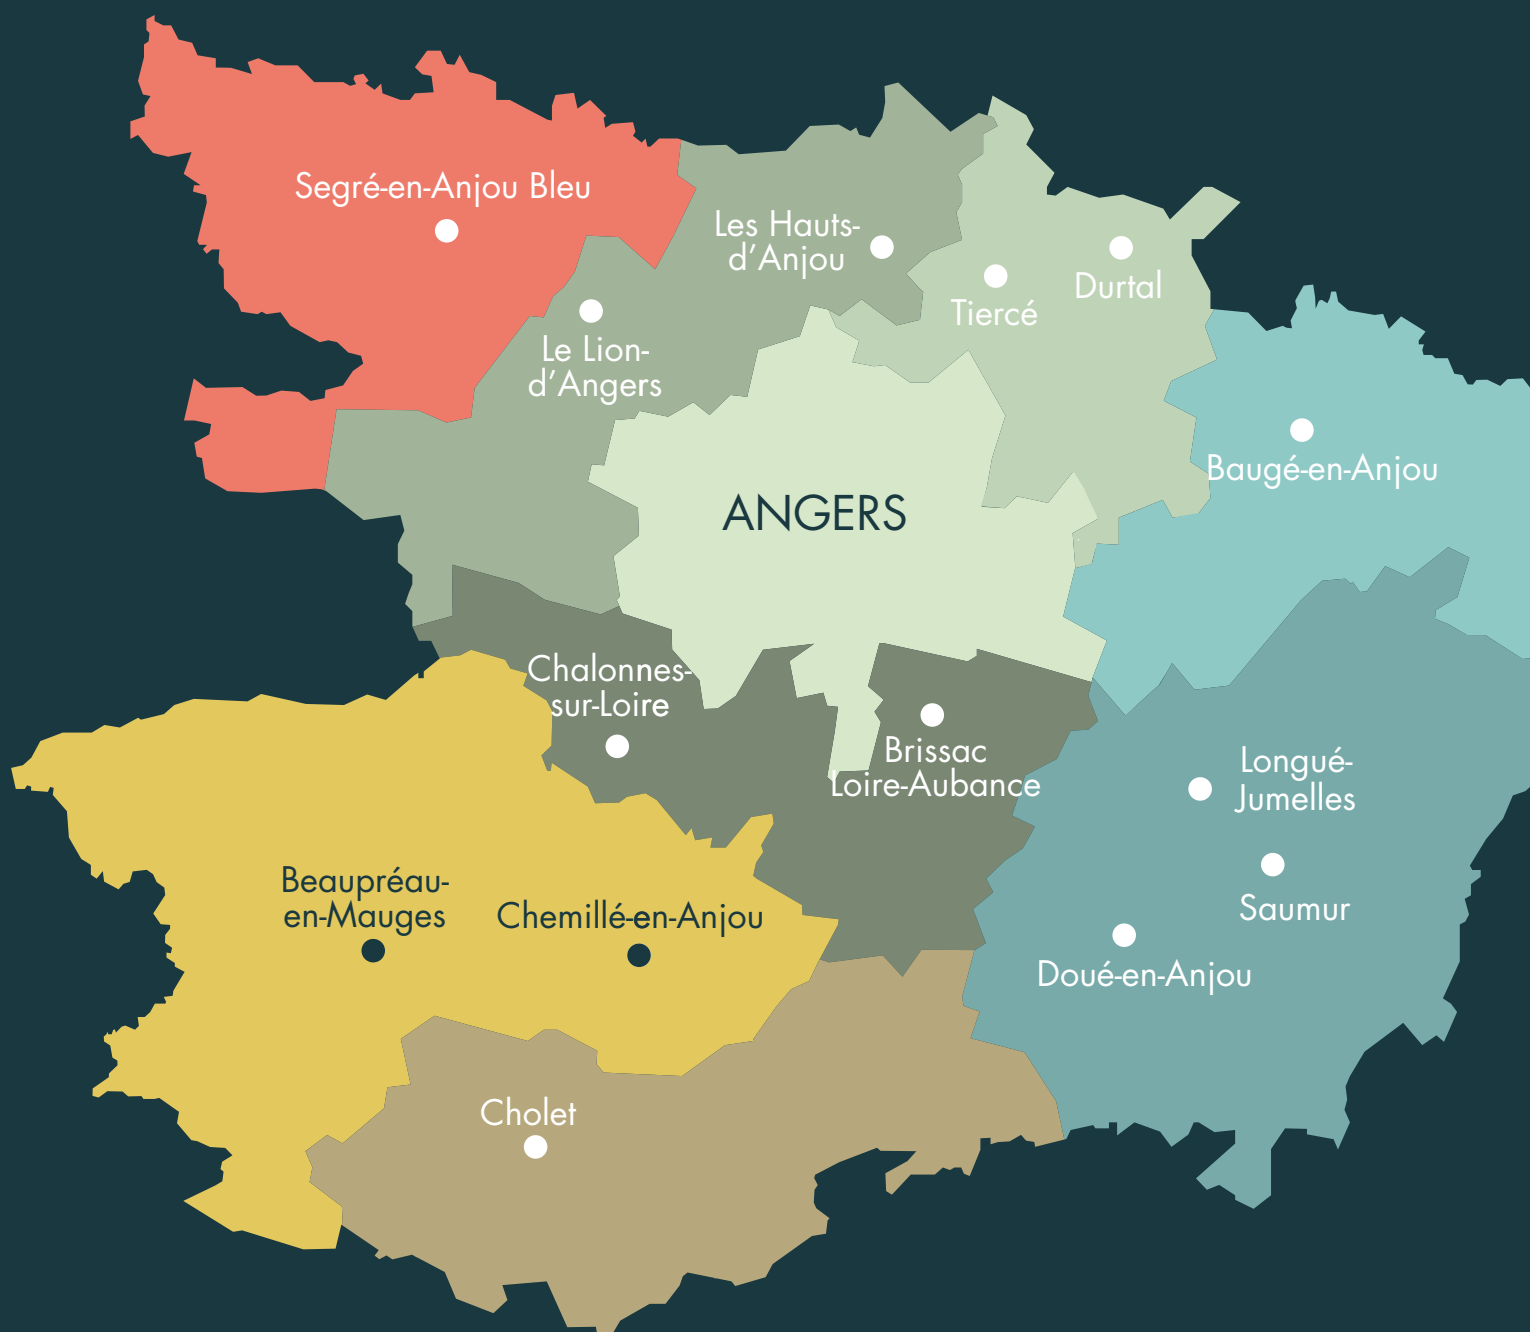 Segré-en-Anjou Bleu
Les Hauts-
d’Anjou
Durtal
Tiercé
Le Lion-
d’Angers
Baugé-en-Anjou
ANGERS
Chalonnes-
sur-Loire
Brissac
Loire-Aubance
Longué-
Jumelles
Beaupréau-
en-Mauges
Chemillé-en-Anjou
Saumur
Doué-en-Anjou
Cholet